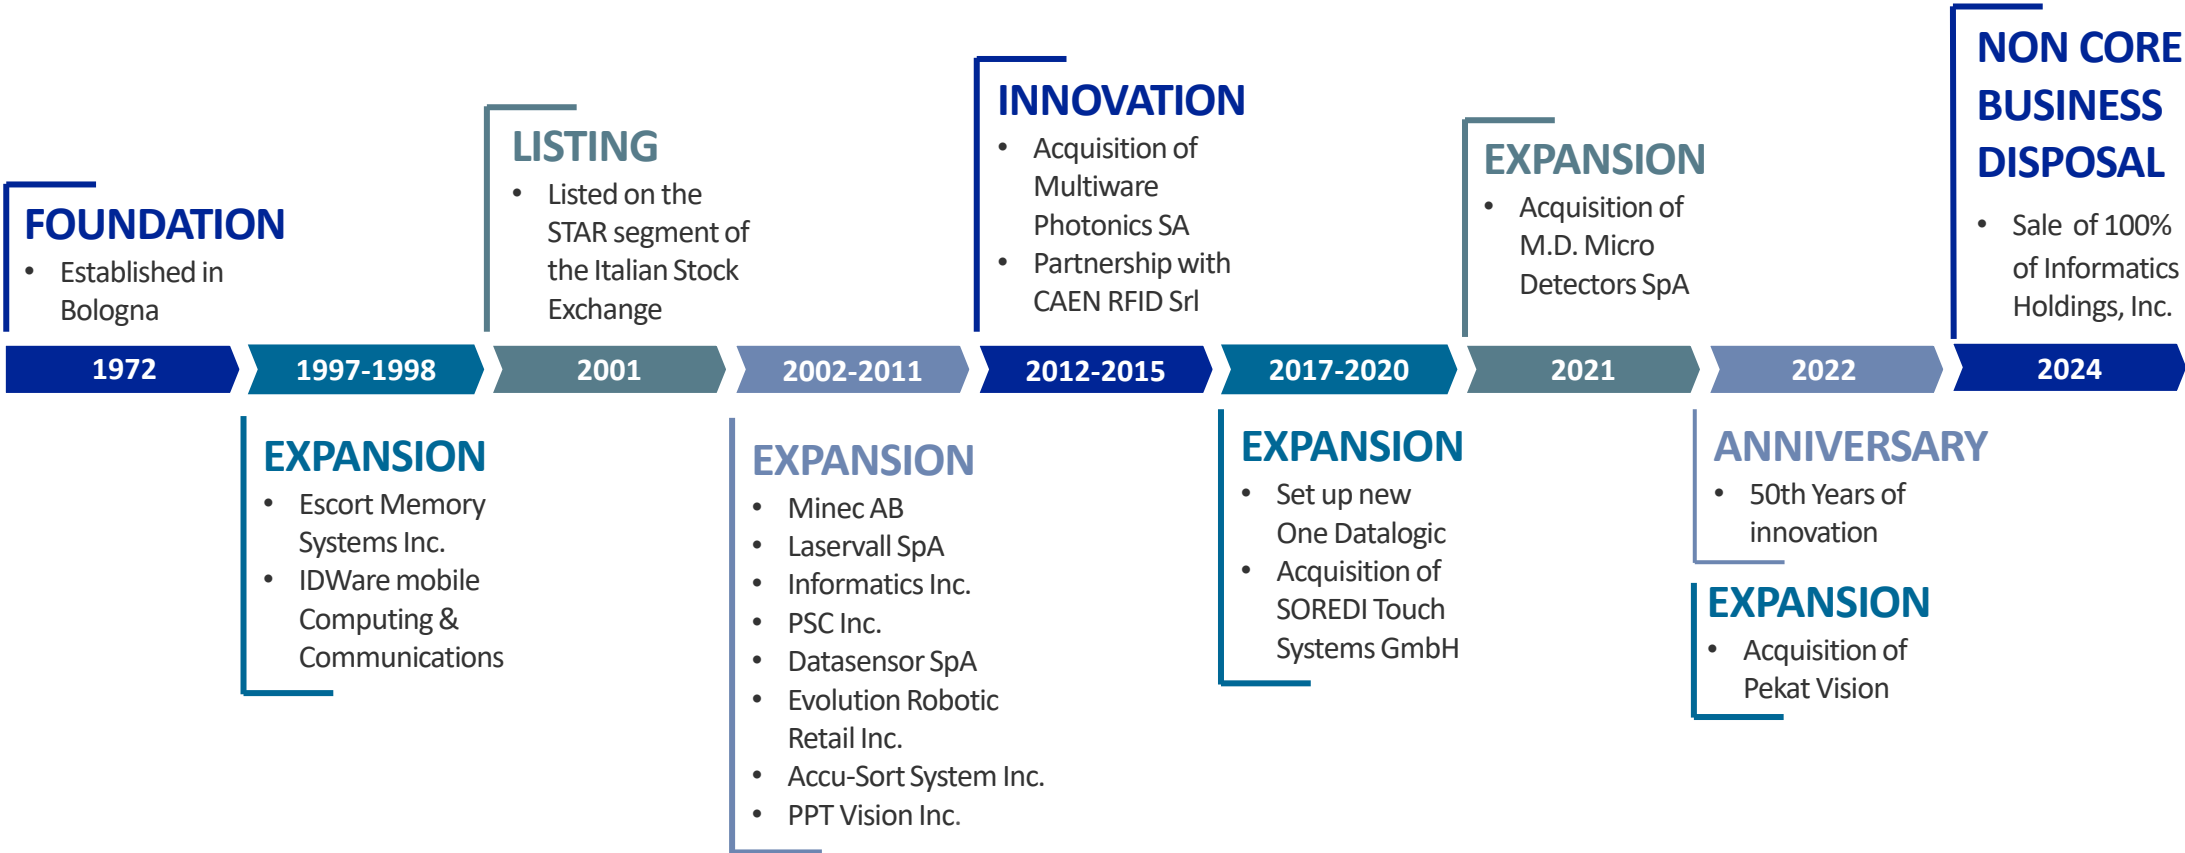 FOUNDATION
• Established in
Bologna
LISTING
• Listed on the
STAR segment of
the Italian Stock
Exchange
INNOVATION
• Acquisition of
Multiware
Photonics SA
• Partnership with
CAEN RFID Srl
EXPANSION
• Acquisition of
M.D. Micro
Detectors SpA
NON CORE
BUSINESS
DISPOSAL
• Sale of 100%
of Informatics
Holdings, Inc.
1972
1997-1998
2001
2002-2011
2012-2015
2017-2020
2021
2022
2024
EXPANSION
• Escort Memory
Systems Inc.
• IDWare mobile
Computing &
Communications
EXPANSION
• Minec AB
• Laservall SpA
• Informatics Inc.
• PSC Inc.
• Datasensor SpA
• Evolution Robotic
Retail Inc.
• Accu-Sort System Inc.
• PPT Vision Inc.
EXPANSION
• Set up new
One Datalogic
• Acquisition of
SOREDI Touch
Systems GmbH
ANNIVERSARY
• 50th Years of
innovation
EXPANSION
• Acquisition of
Pekat Vision